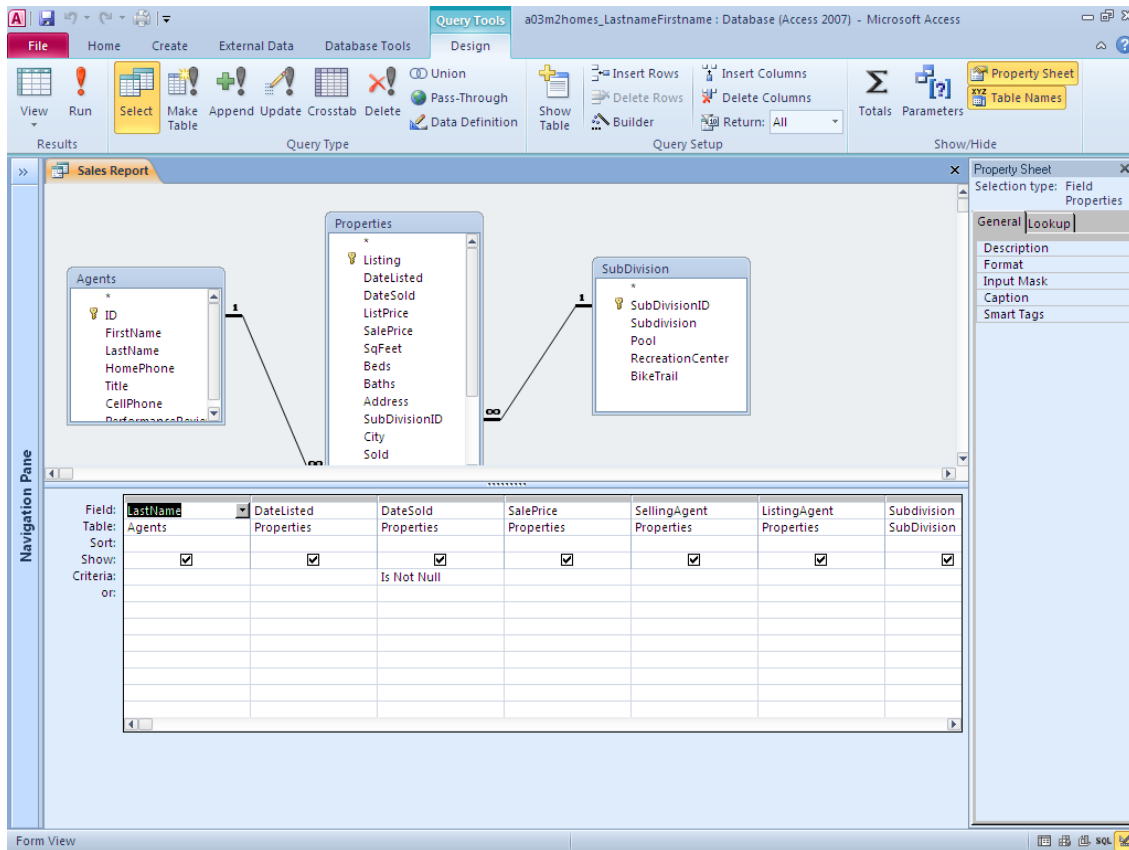 Query Tools a03m2homes_LastnameFirstname : Database (Access 2007) - Microsoft Access
File Home Create External Data Database Tools Design
View
Run
Select
Make Table
Append
Update
Crosstab
Delete
Union
Pass-Through
Data Definition
Show Table
Insert Rows
Delete Rows
Builder
Insert Columns
Delete Columns
Return: All
Totals
Parameters
Property Sheet
Table Names
Results Query Type Query Setup Show/Hide
Sales Report
Navigation Pane
Agents
*
ID
FirstName
LastName
HomePhone
Title
CellPhone
1
∞
Properties
*
Listing
DateListed
DateSold
ListPrice
SalePrice
SqFeet
Beds
Baths
Address
SubDivisionID
City
Sold
∞
1
SubDivision
*
SubDivisionID
Subdivision
Pool
RecreationCenter
BikeTrail
Property Sheet
Selection type: Field
Properties
General Lookup
Description
Format
Input Mask
Caption
Smart Tags
Field: LastName DateListed DateSold SalePrice SellingAgent ListingAgent Subdivision
Table: Agents Properties Properties Properties Properties Properties SubDivision
Sort:
Show:
Criteria: Is Not Null
or:
Form View SQL